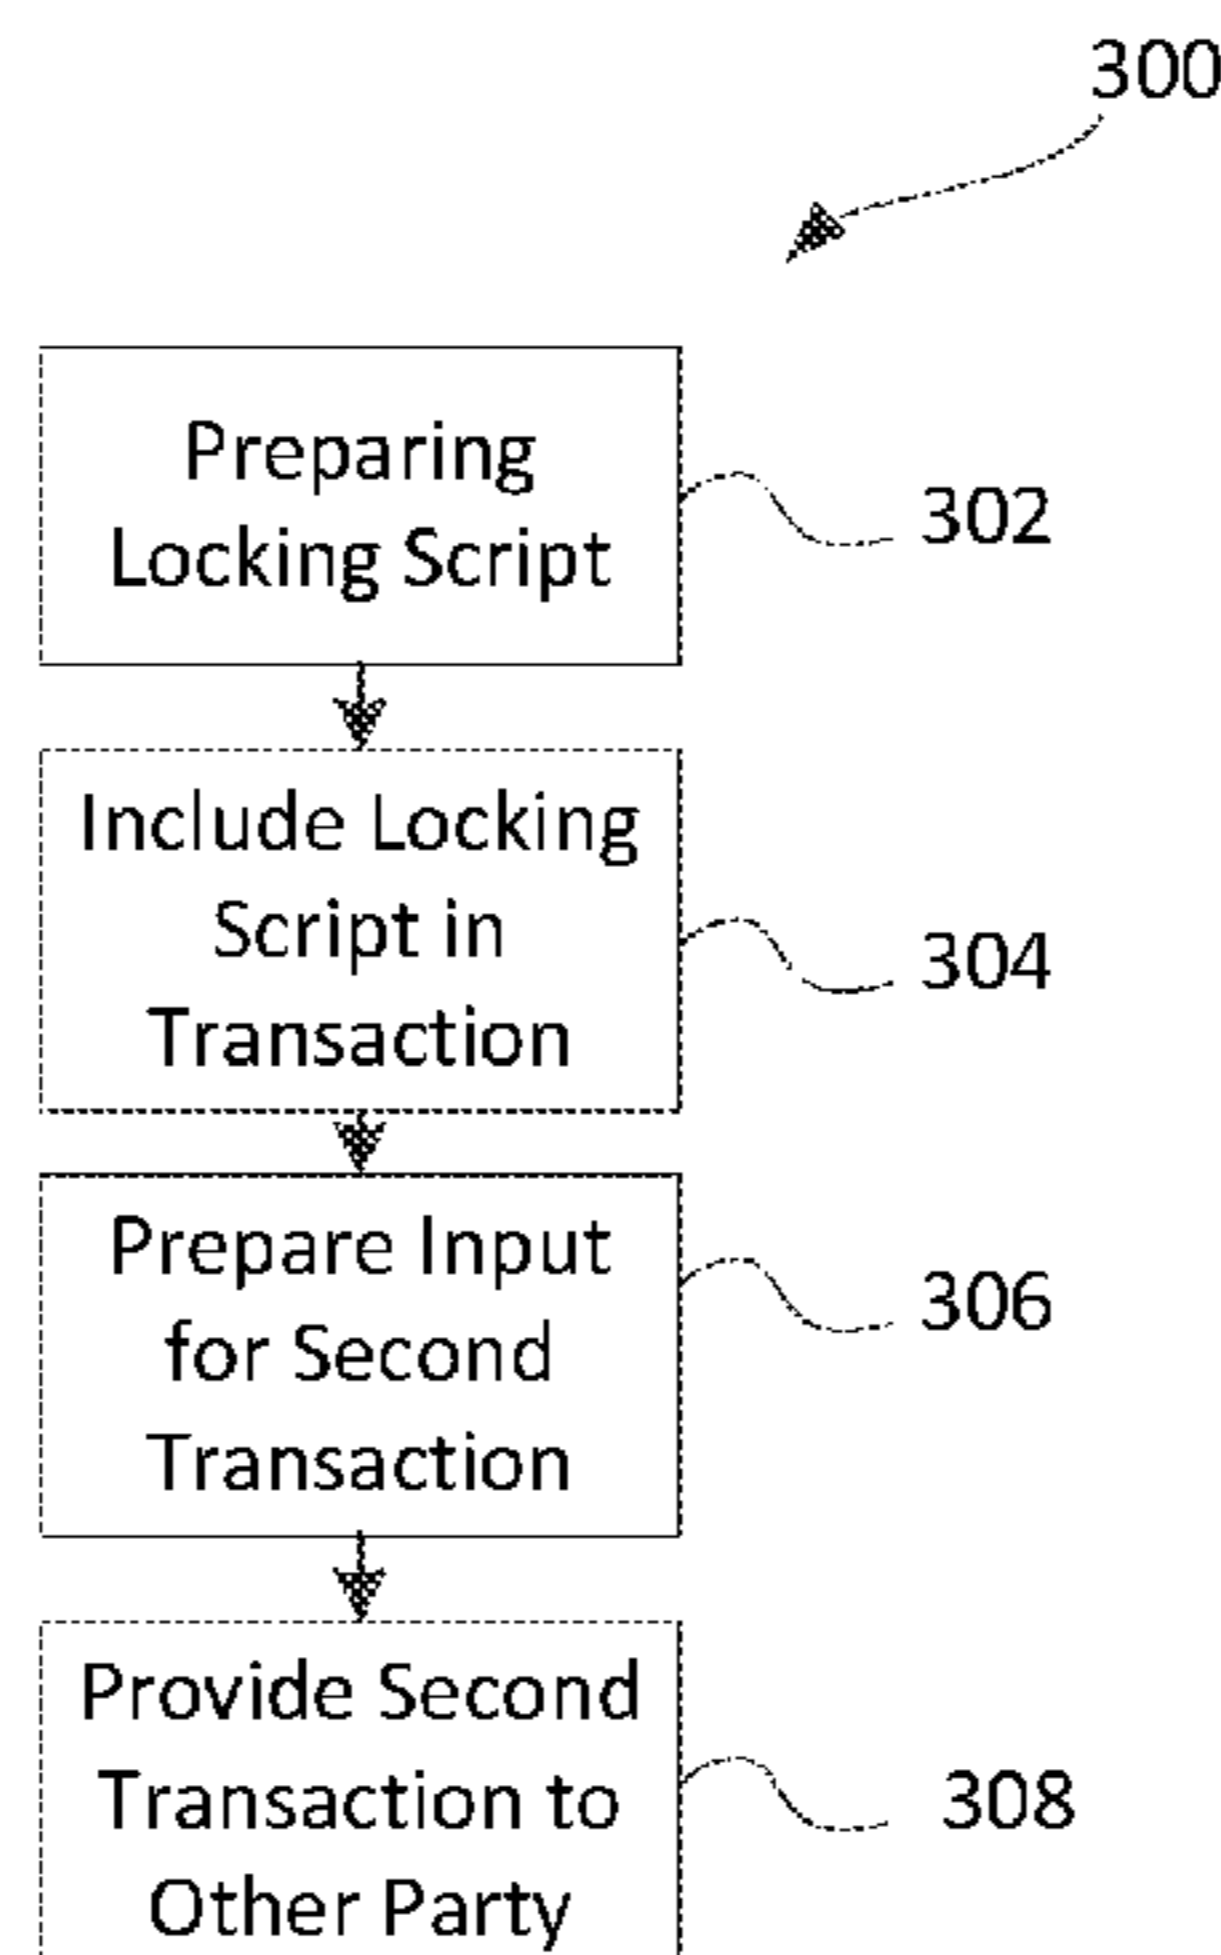 300
Preparing
Locking Script
302
Include Locking
Script in
Transaction
304
Prepare Input
for Second
Transaction
306
Provide Second
Transaction to
Other Party
308